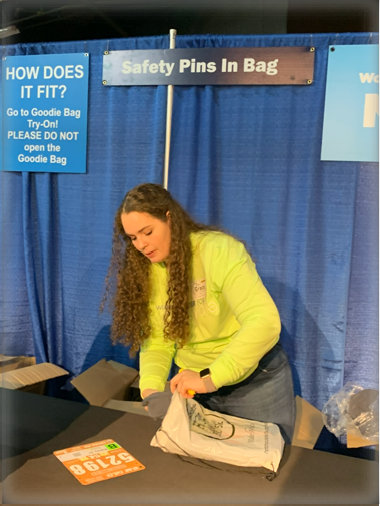 HOW DOES
IT FIT?
Go to Goodie Bag
Try-On!
PLEASE DO NOT
open the
Goodie Bag
Safety Pins In Bag
Wo
52198